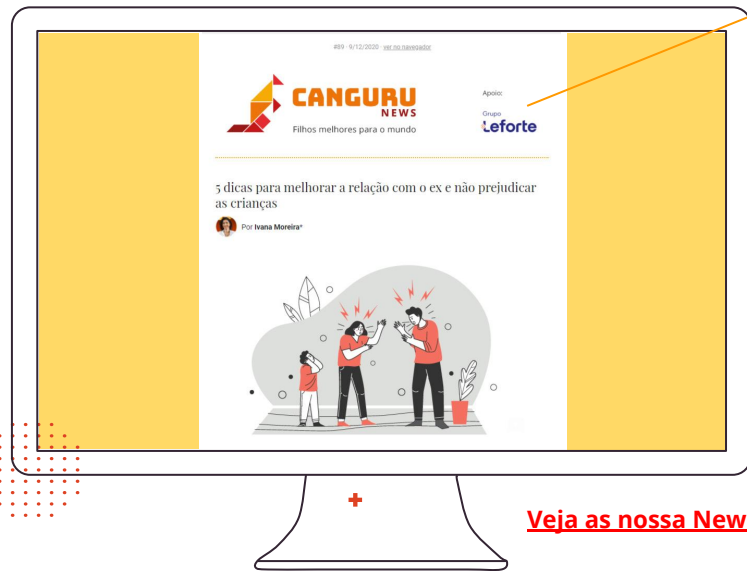 #89 · 9/12/2020 · ver no navegador
CANGURU
NEWS
Filhos melhores para o mundo
Apoio:
Grupo
Leforte
5 dicas para melhorar a relação com o ex e não prejudicar
as crianças
Por Ivana Moreira*
Veja as nossa New